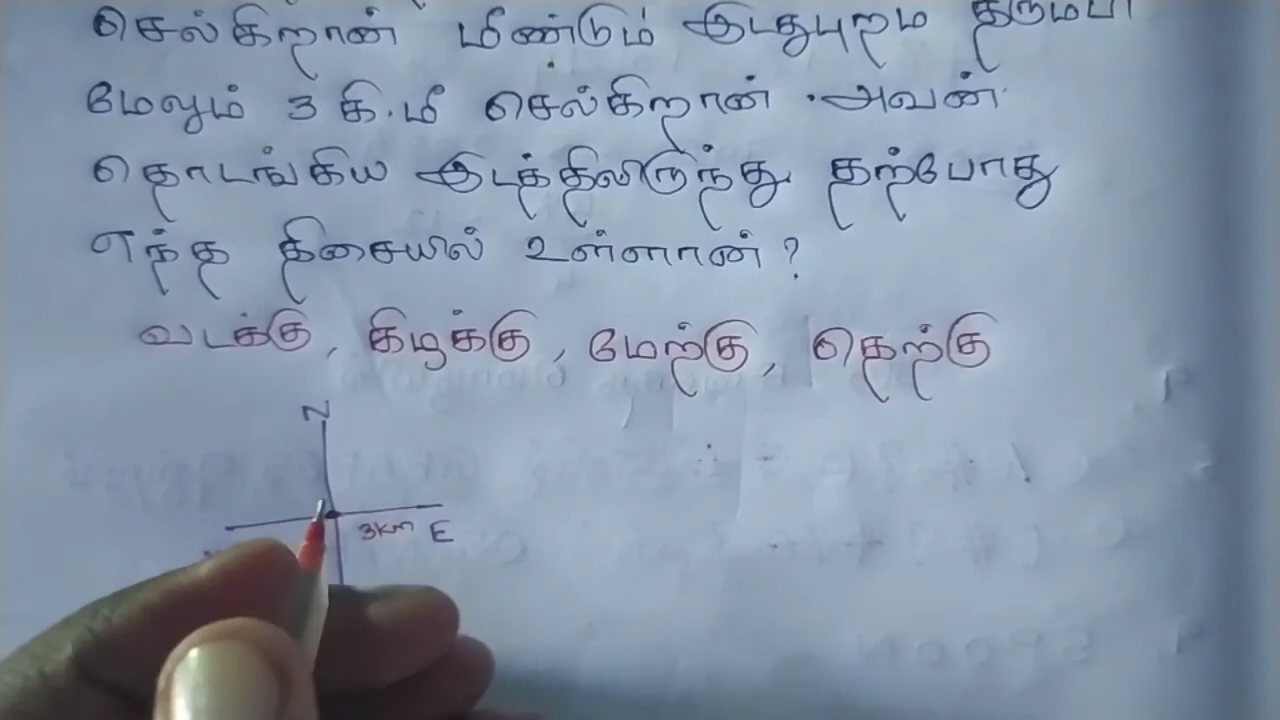 செல்கிறான் மீண்டும் இடதுபுறம் திரும்பி
மேலும் 3 கி.மீ செல்கிறான். அவன்
தொடங்கிய இடத்திலிருந்து தற்போது
எந்த திசையில் உள்ளான்?
வடக்கு, கிழக்கு, மேற்கு, தெற்கு
N
3km E